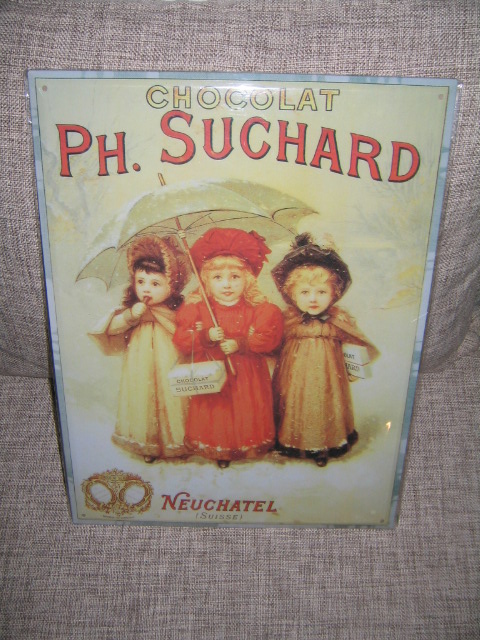 CHOCOLAT
PH. SUCHARD
CHOCOLAT
SUCHARD
NEUCHATEL
(SUISSE)